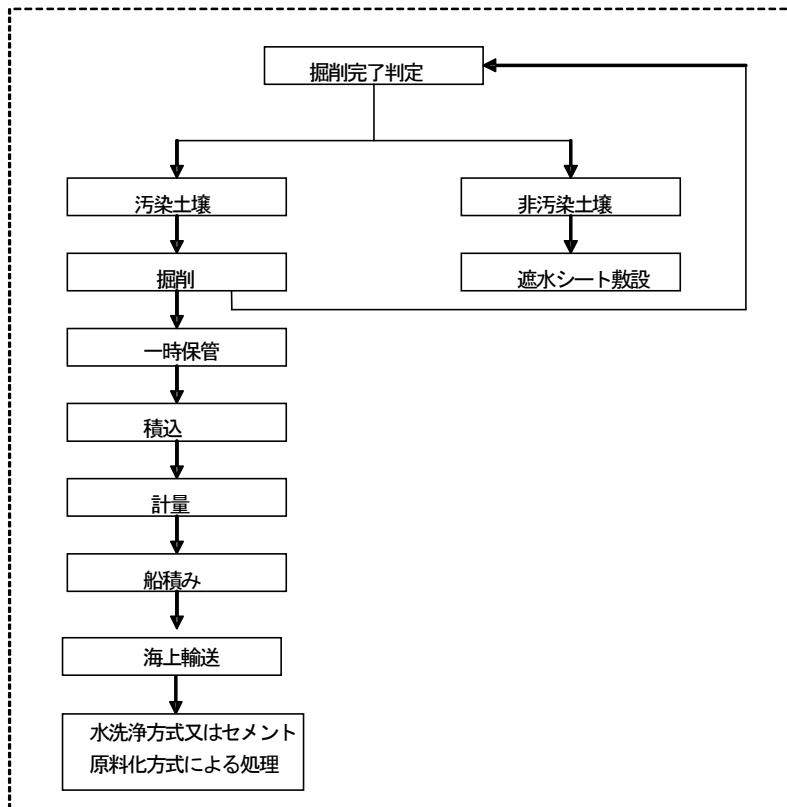 掘削完了判定
汚染土壌
非汚染土壌
掘削
遮水シート敷設
一時保管
積込
計量
船積み
海上輸送
水洗浄方式又はセメント
原料化方式による処理